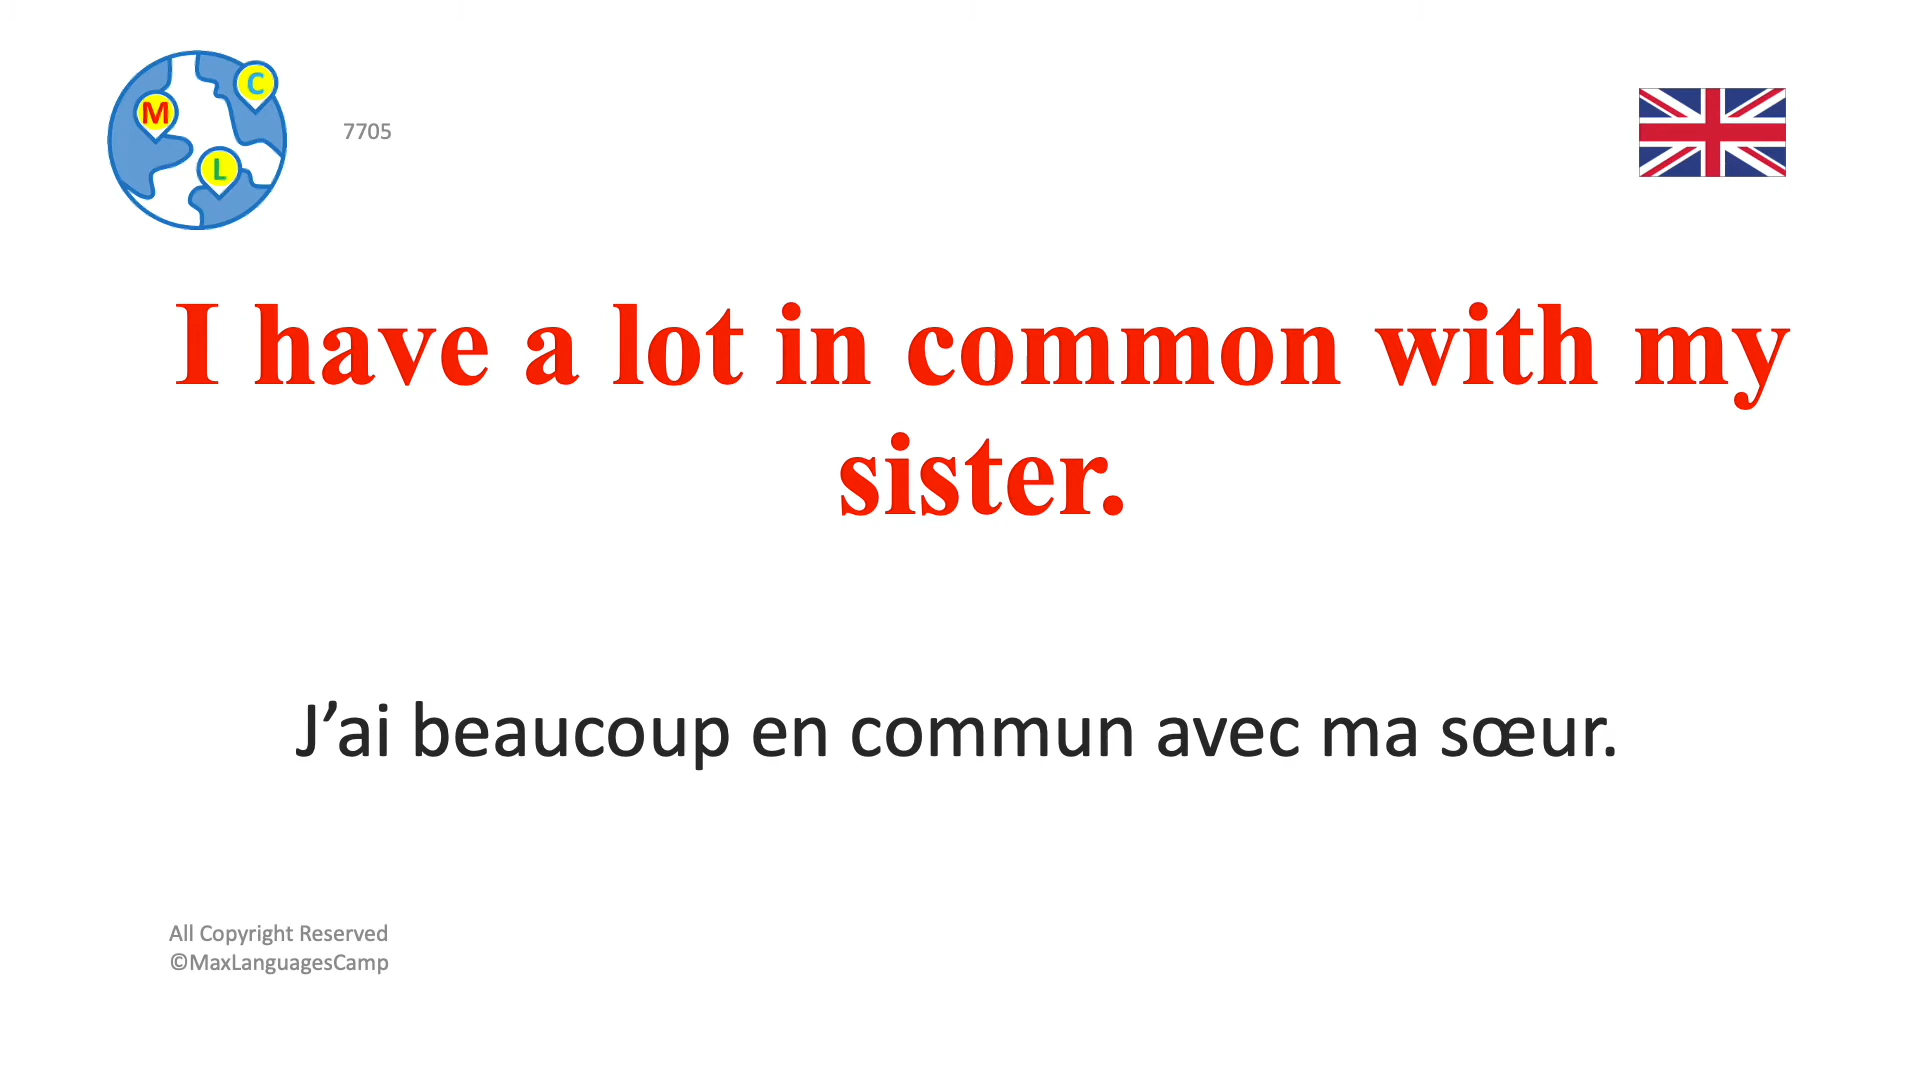 M
C
L
7705
I have a lot in common with my
sister.
J’ai beaucoup en commun avec ma sœur.
All Copyright Reserved
©MaxLanguagesCamp